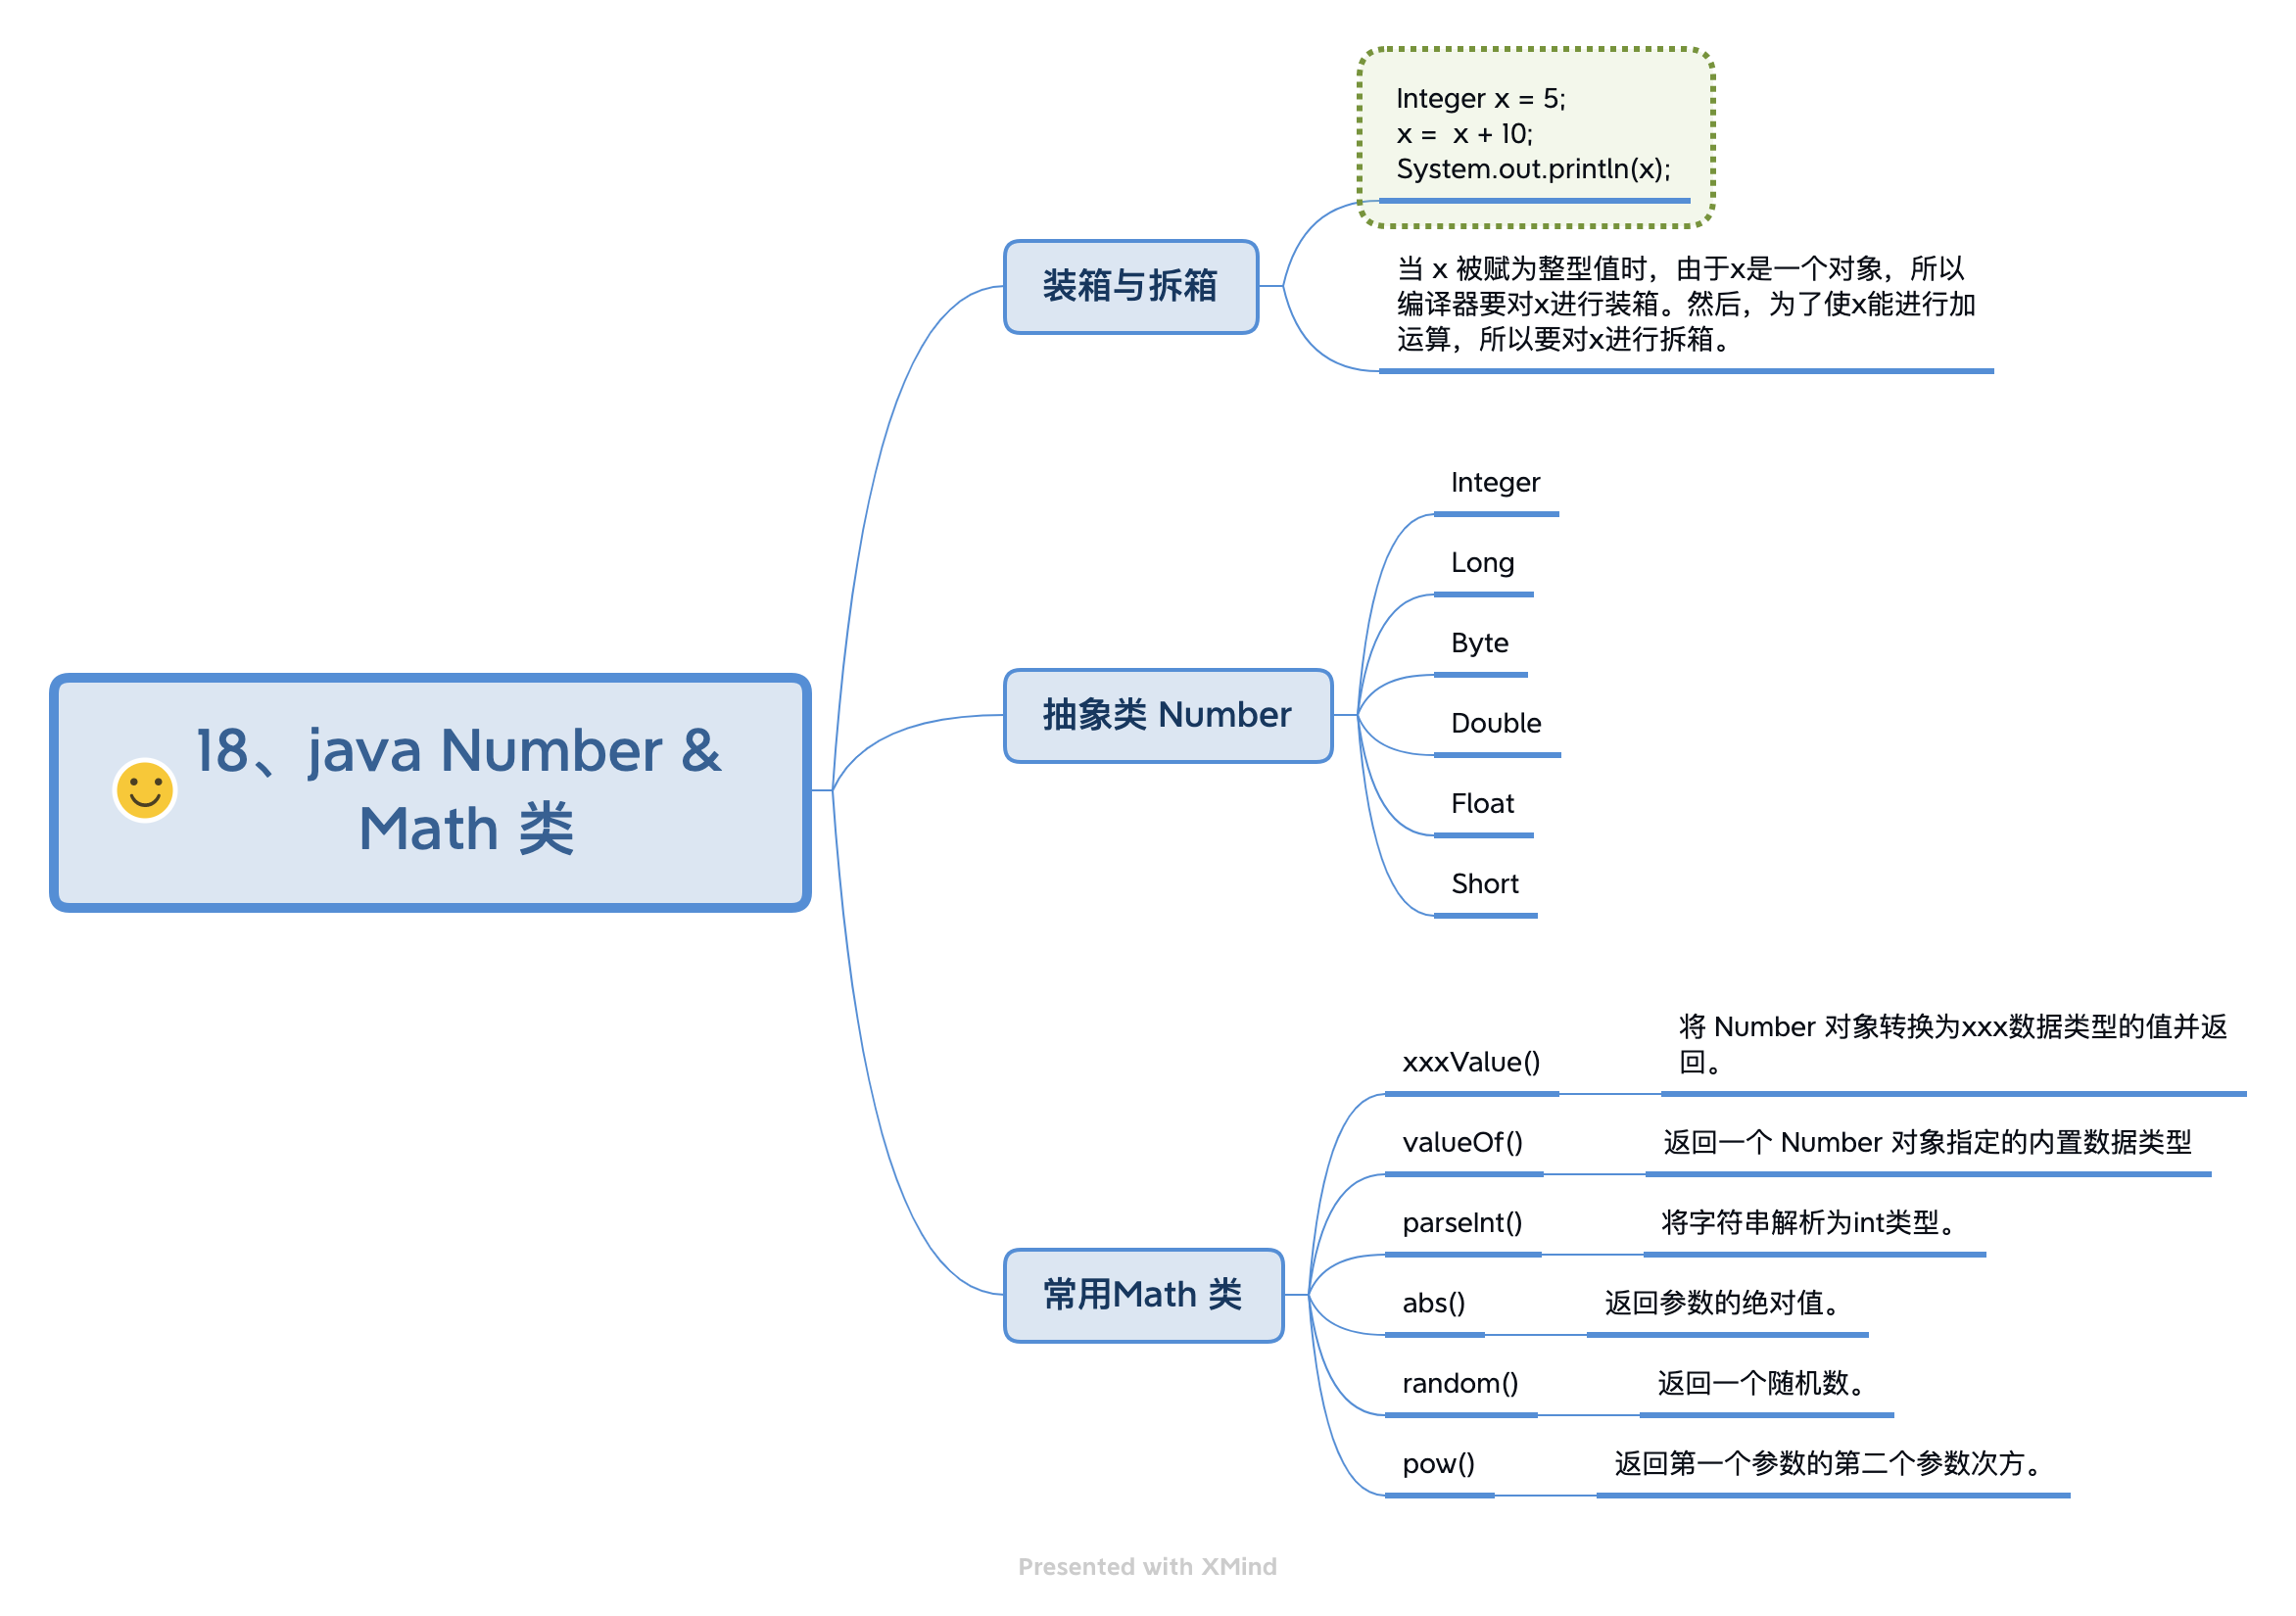 18、java Number &
Math 类
装箱与拆箱
Integer x = 5;
x =  x + 10;
System.out.println(x);
当 x 被赋为整型值时，由于x是一个对象，所以
编译器要对x进行装箱。然后，为了使x能进行加
运算，所以要对x进行拆箱。
抽象类 Number
Integer
Long
Byte
Double
Float
Short
常用Math 类
xxxValue()
将 Number 对象转换为xxx数据类型的值并返
回。
valueOf()
返回一个 Number 对象指定的内置数据类型
parseInt()
将字符串解析为int类型。
abs()
返回参数的绝对值。
random()
返回一个随机数。
pow()
返回第一个参数的第二个参数次方。
Presented with XMind